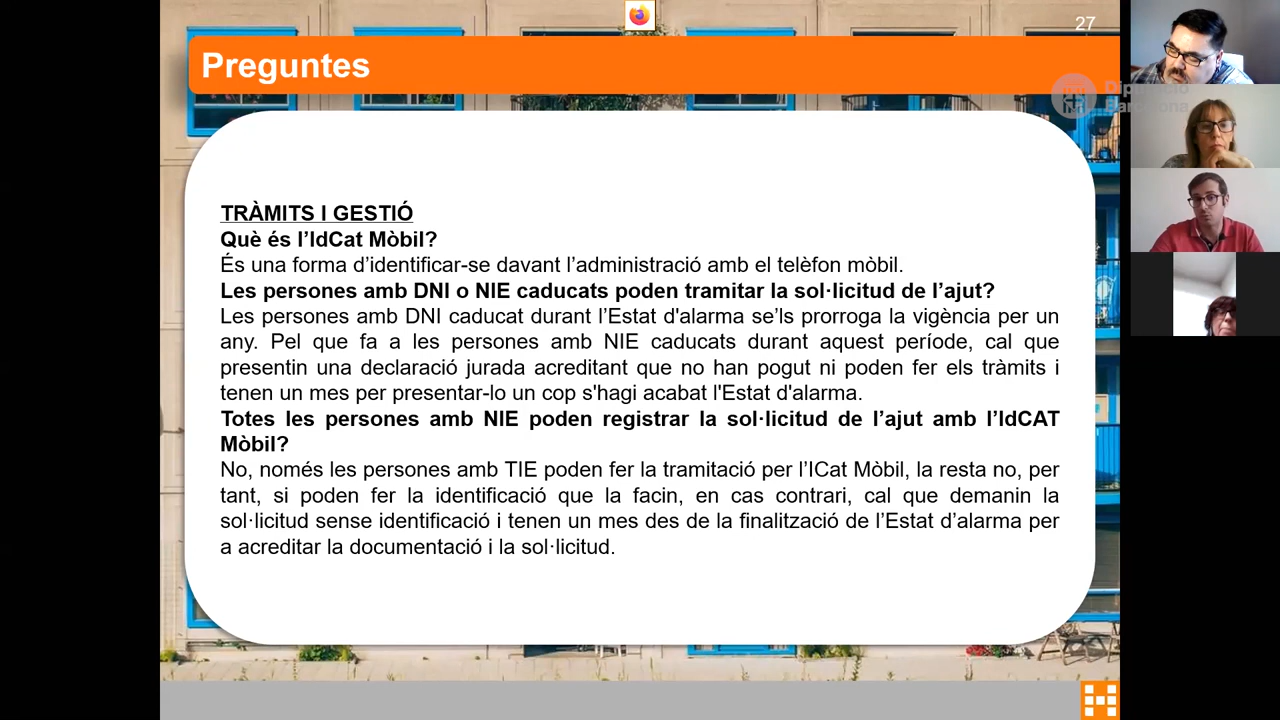 27
Preguntes
Diputació
Barcelona
TRÀMITS I GESTIÓ
Què és l’IdCat Mòbil?
És una forma d’identificar-se davant l’administració amb el telèfon mòbil.
Les persones amb DNI o NIE caducats poden tramitar la sol·licitud de l’ajut?
Les persones amb DNI caducat durant l’Estat d'alarma se’ls prorroga la vigència per un
any. Pel que fa a les persones amb NIE caducats durant aquest període, cal que
presentin una declaració jurada acreditant que no han pogut ni poden fer els tràmits i
tenen un mes per presentar-lo un cop s'hagi acabat l'Estat d'alarma.
Totes les persones amb NIE poden registrar la sol·licitud de l’ajut amb l’IdCAT
Mòbil?
No, només les persones amb TIE poden fer la tramitació per l’ICat Mòbil, la resta no, per
tant, si poden fer la identificació que la facin, en cas contrari, cal que demanin la
sol·licitud sense identificació i tenen un mes des de la finalització de l’Estat d’alarma per
a acreditar la documentació i la sol·licitud.